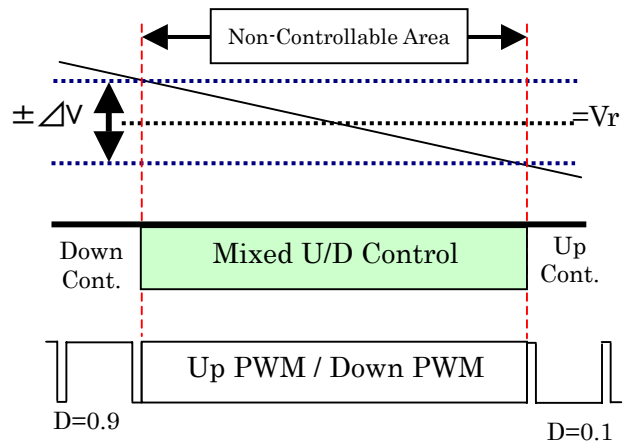 Non-Controllable Area
±⊿V
=Vr
Down
Cont.
Mixed U/D Control
Up
Cont.
Up PWM / Down PWM
D=0.9
D=0.1